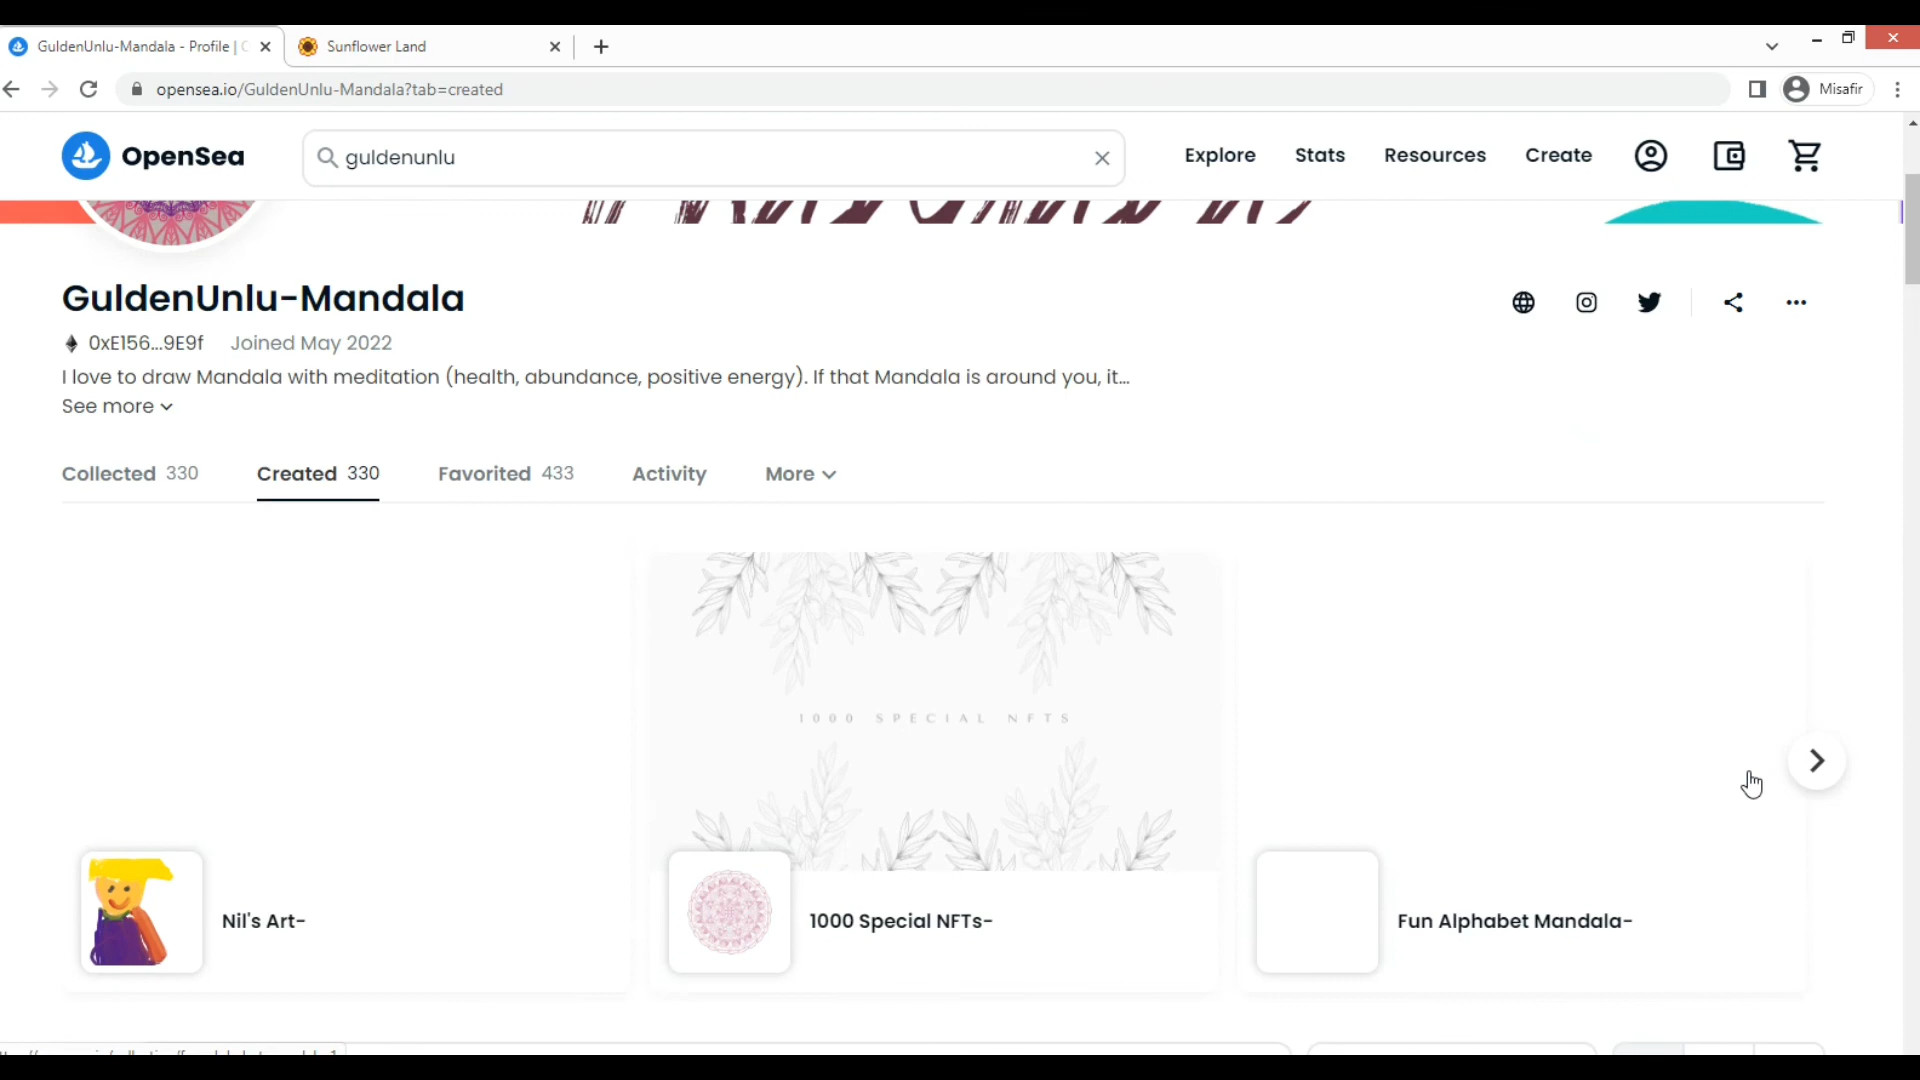 GuldenUnlu-Mandala - Profile |
Sunflower Land
opensea.io/GuldenUnlu-Mandala?tab=created
Misafir
OpenSea
guldenunlu
Explore
Stats
Resources
Create
GuldenUnlu-Mandala
0xE156...9E9f Joined May 2022
I love to draw Mandala with meditation (health, abundance, positive energy). If that Mandala is around you, it...
See more
Collected 330
Created 330
Favorited 433
Activity
More
1000 SPECIAL NFTS
Nil's Art-
1000 Special NFTs-
Fun Alphabet Mandala-